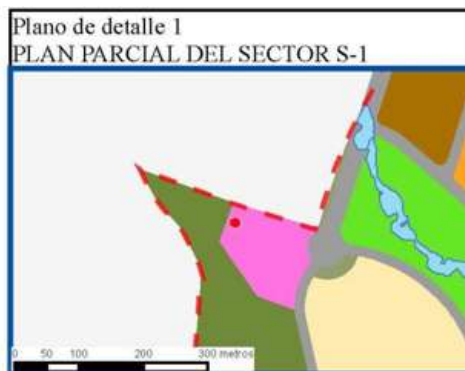 Plano de detalle 1
PLAN PARCIAL DEL SECTOR S-1
0 50 100 200 300 metros